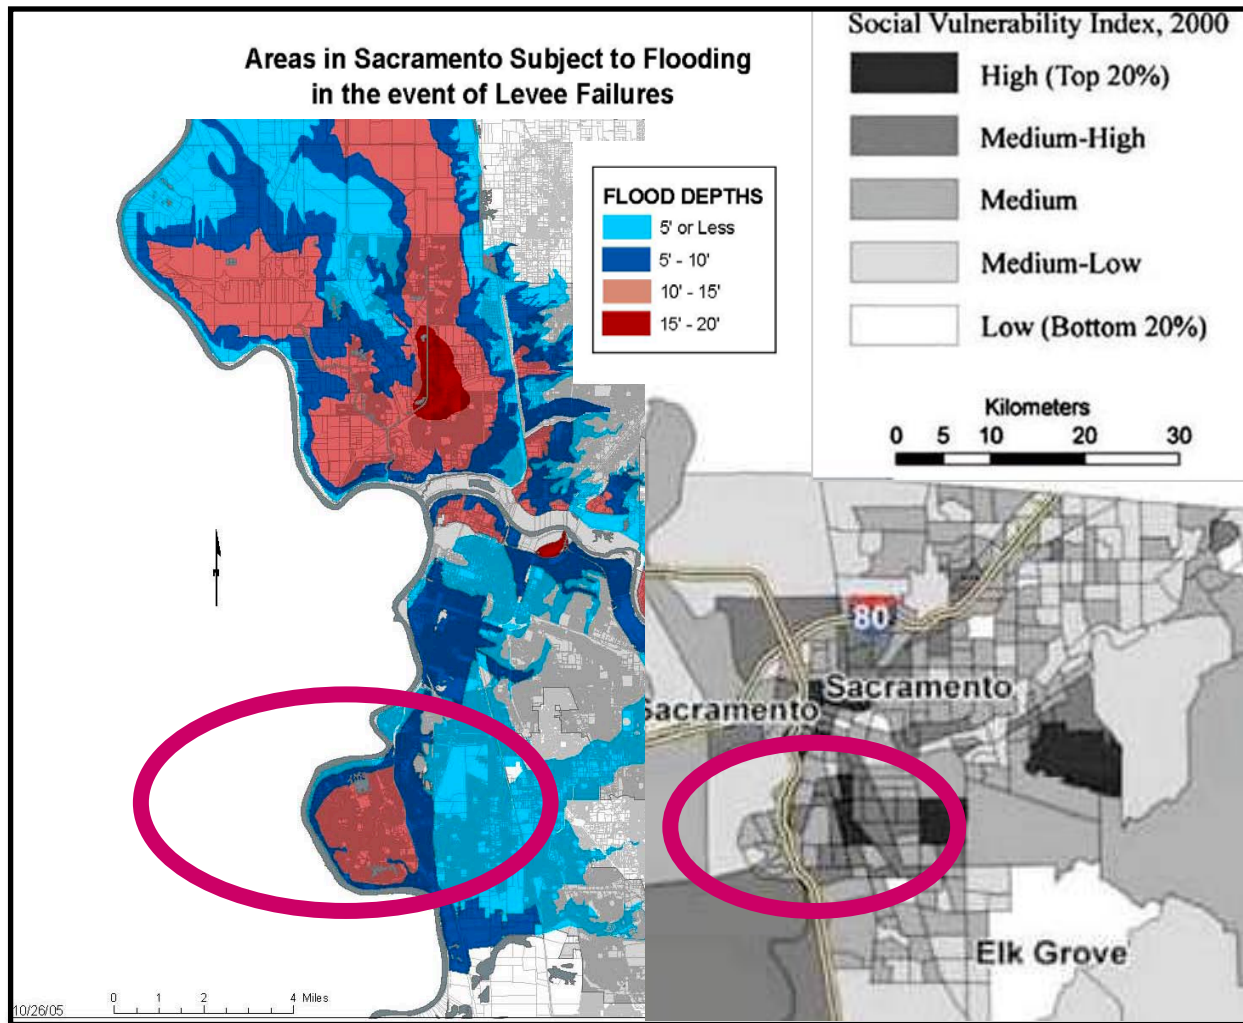 Areas in Sacramento Subject to Flooding
in the event of Levee Failures
FLOOD DEPTHS
5' or Less
5' - 10'
10' - 15'
15' - 20'
Social Vulnerability Index, 2000
High (Top 20%)
Medium-High
Medium
Medium-Low
Low (Bottom 20%)
Kilometers
0 5 10 20 30
80
Sacramento
Sacramento
Elk Grove
0 1 2 4 Miles
10/26/05